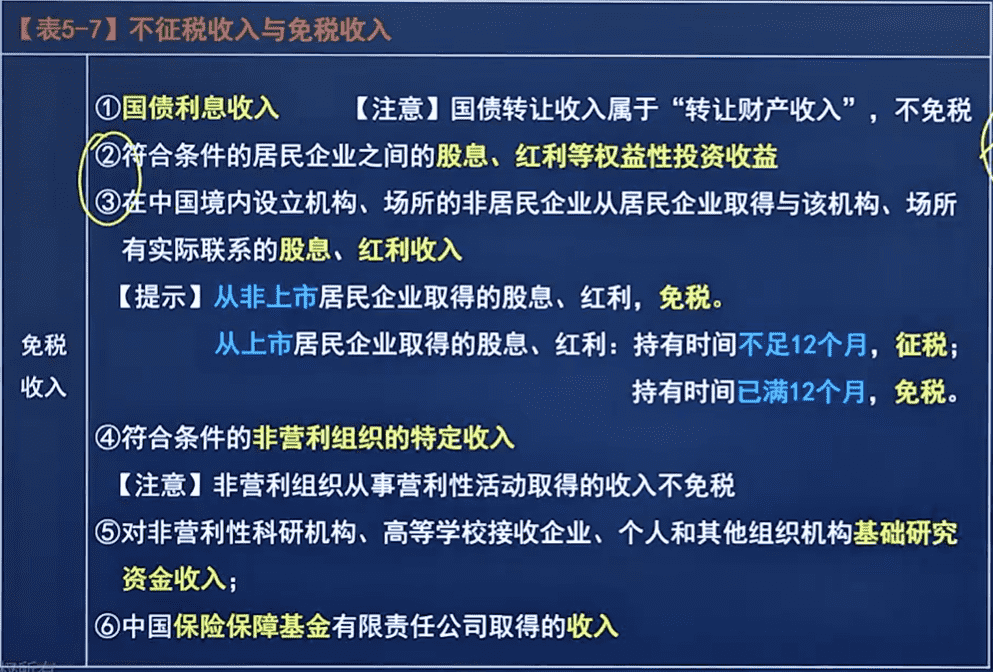 【表5-7】不征税收入与免税收入
免税
收入
①国债利息收入 【注意】国债转让收入属于“转让财产收入”，不免税
②符合条件的居民企业之间的股息、红利等权益性投资收益
③在中国境内设立机构、场所的非居民企业从居民企业取得与该机构、场所
有实际联系的股息、红利收入
【提示】从非上市居民企业取得的股息、红利，免税。
从上市居民企业取得的股息、红利：持有时间不足12个月，征税；
持有时间已满12个月，免税。
④符合条件的非营利组织的特定收入
【注意】非营利组织从事营利性活动取得的收入不免税
⑤对非营利性科研机构、高等学校接收企业、个人和其他组织机构基础研究
资金收入；
⑥中国保险保障基金有限责任公司取得的收入